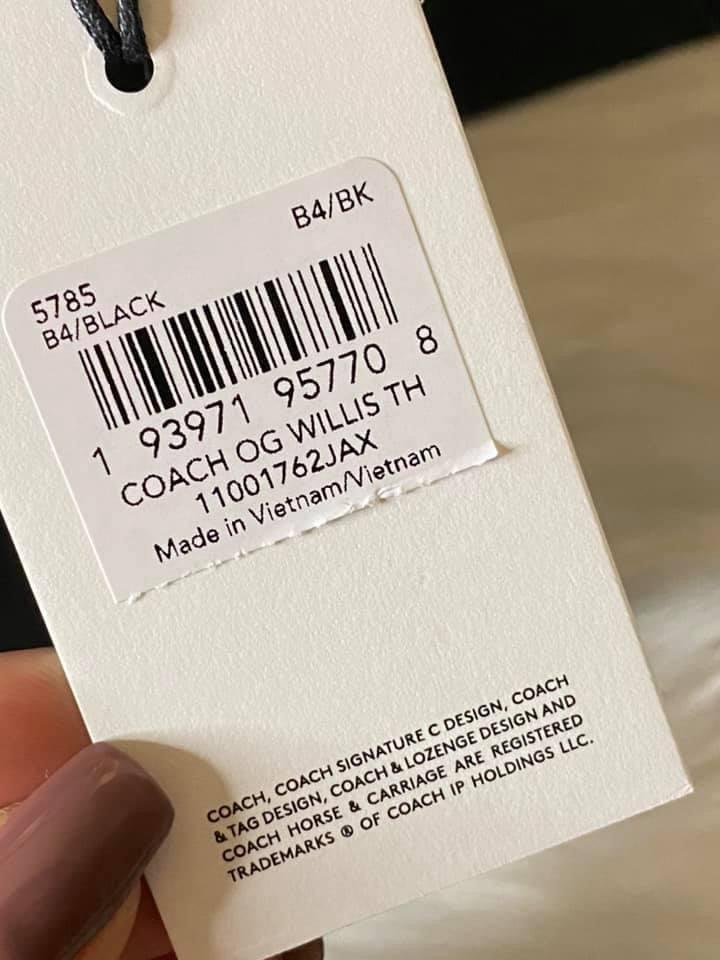 B4/BK
5785
B4/BLACK
1 93971 95770 8
COACH OG WILLIS TH
11001762JAX
Made in Vietnam/Vietnam
COACH, COACH SIGNATURE C DESIGN, COACH
& TAG DESIGN, COACH & LOZENGE DESIGN AND
COACH HORSE & CARRIAGE ARE REGISTERED
TRADEMARKS ® OF COACH IP HOLDINGS LLC.